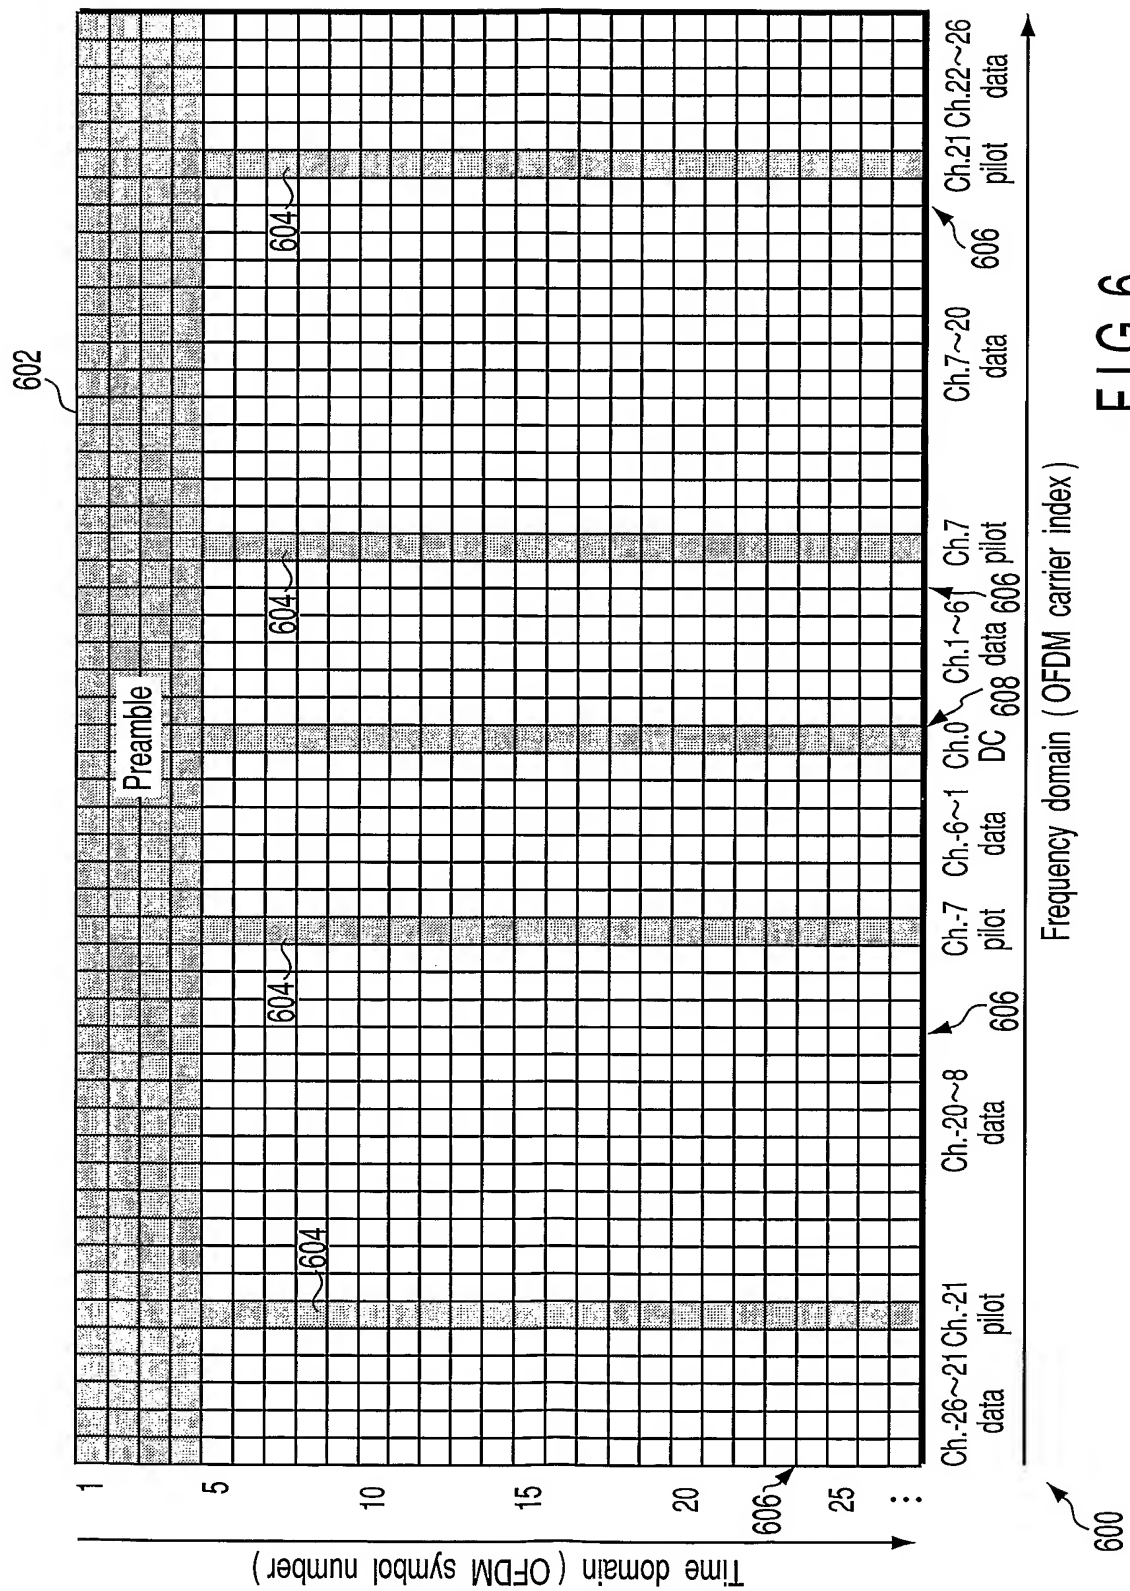 602
Preamble
604
604
604
604
1
5
10
15
20
25
⋮
Time domain ( OFDM symbol number )
606
Ch.-26~21
data
Ch.-21
pilot
Ch.-20~8
data
606
Ch.-7
pilot
Ch.-6~1
data
Ch.0
DC
608
Ch.1~6
data
606
Ch.7
pilot
Ch.7~20
data
606
Ch.21
pilot
Ch.22~26
data
Frequency domain ( OFDM carrier index )
600
FIG. 6